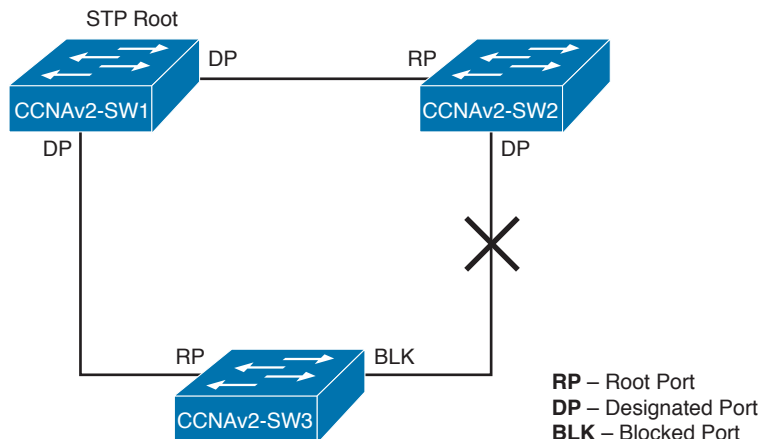 STP Root
DP
RP
CCNAv2-SW1
CCNAv2-SW2
DP
DP
RP
BLK
CCNAv2-SW3
RP – Root Port
DP – Designated Port
BLK – Blocked Port